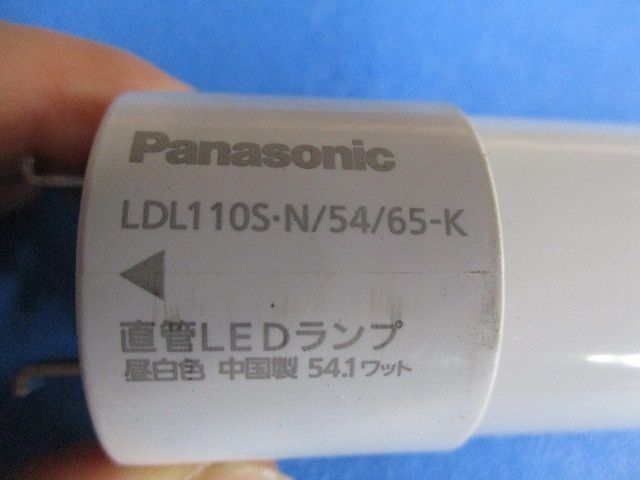 Panasonic
LDL110S・N/54/65-K
直管LEDランプ
昼白色 中国製 54.1ワット